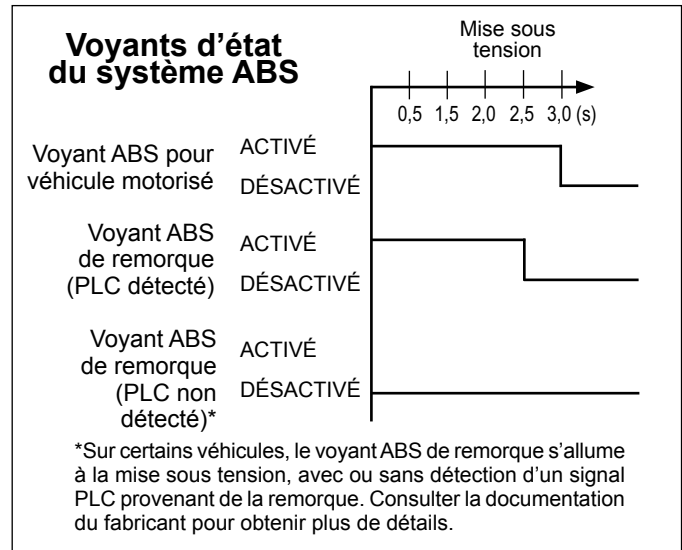 Voyants d'état
du système ABS
Mise sous
tension
0,5 1,5 2,0 2,5 3,0 (s)
Voyant ABS pour
véhicule motorisé
ACTIVÉ
DÉSACTIVÉ
Voyant ABS
de remorque
(PLC détecté)
ACTIVÉ
DÉSACTIVÉ
Voyant ABS
de remorque
(PLC non
détecté)*
ACTIVÉ
DÉSACTIVÉ
*Sur certains véhicules, le voyant ABS de remorque s'allume
à la mise sous tension, avec ou sans détection d'un signal
PLC provenant de la remorque. Consulter la documentation
du fabricant pour obtenir plus de détails.